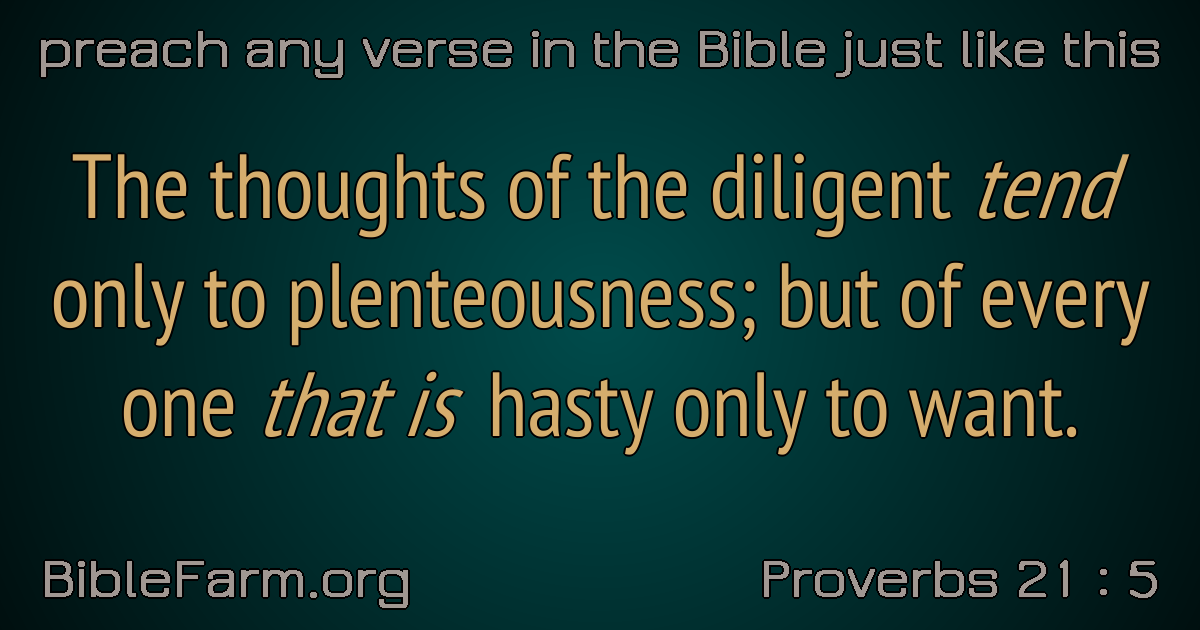 preach any verse in the Bible just like this
The thoughts of the diligent tend
only to plenteousness; but of every
one that is hasty only to want.
BibleFarm.org
Proverbs 21 : 5